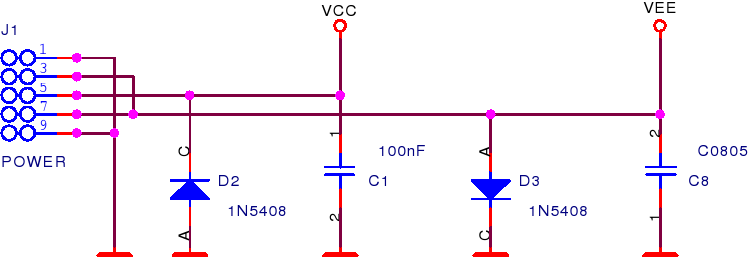 VCC
VEE
J1
1
3
5
7
9
POWER
C
D2
1N5408
A
1
100nF
C1
2
A
D3
1N5408
C
2
C0805
C8
1